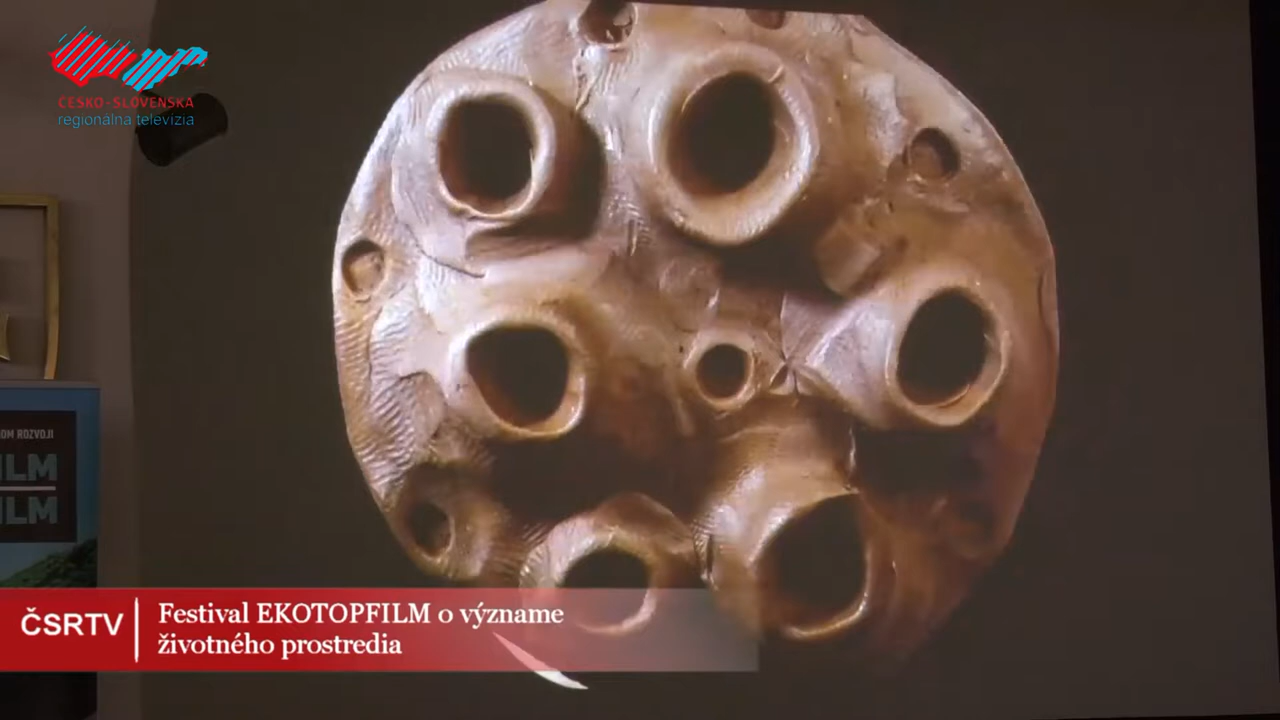 ČESKO-SLOVENSKÁ
regionálna televízia
OM ROZVOJI
ILM
ILM
ČSRTV
Festival EKOTOPFILM o význame
životného prostredia